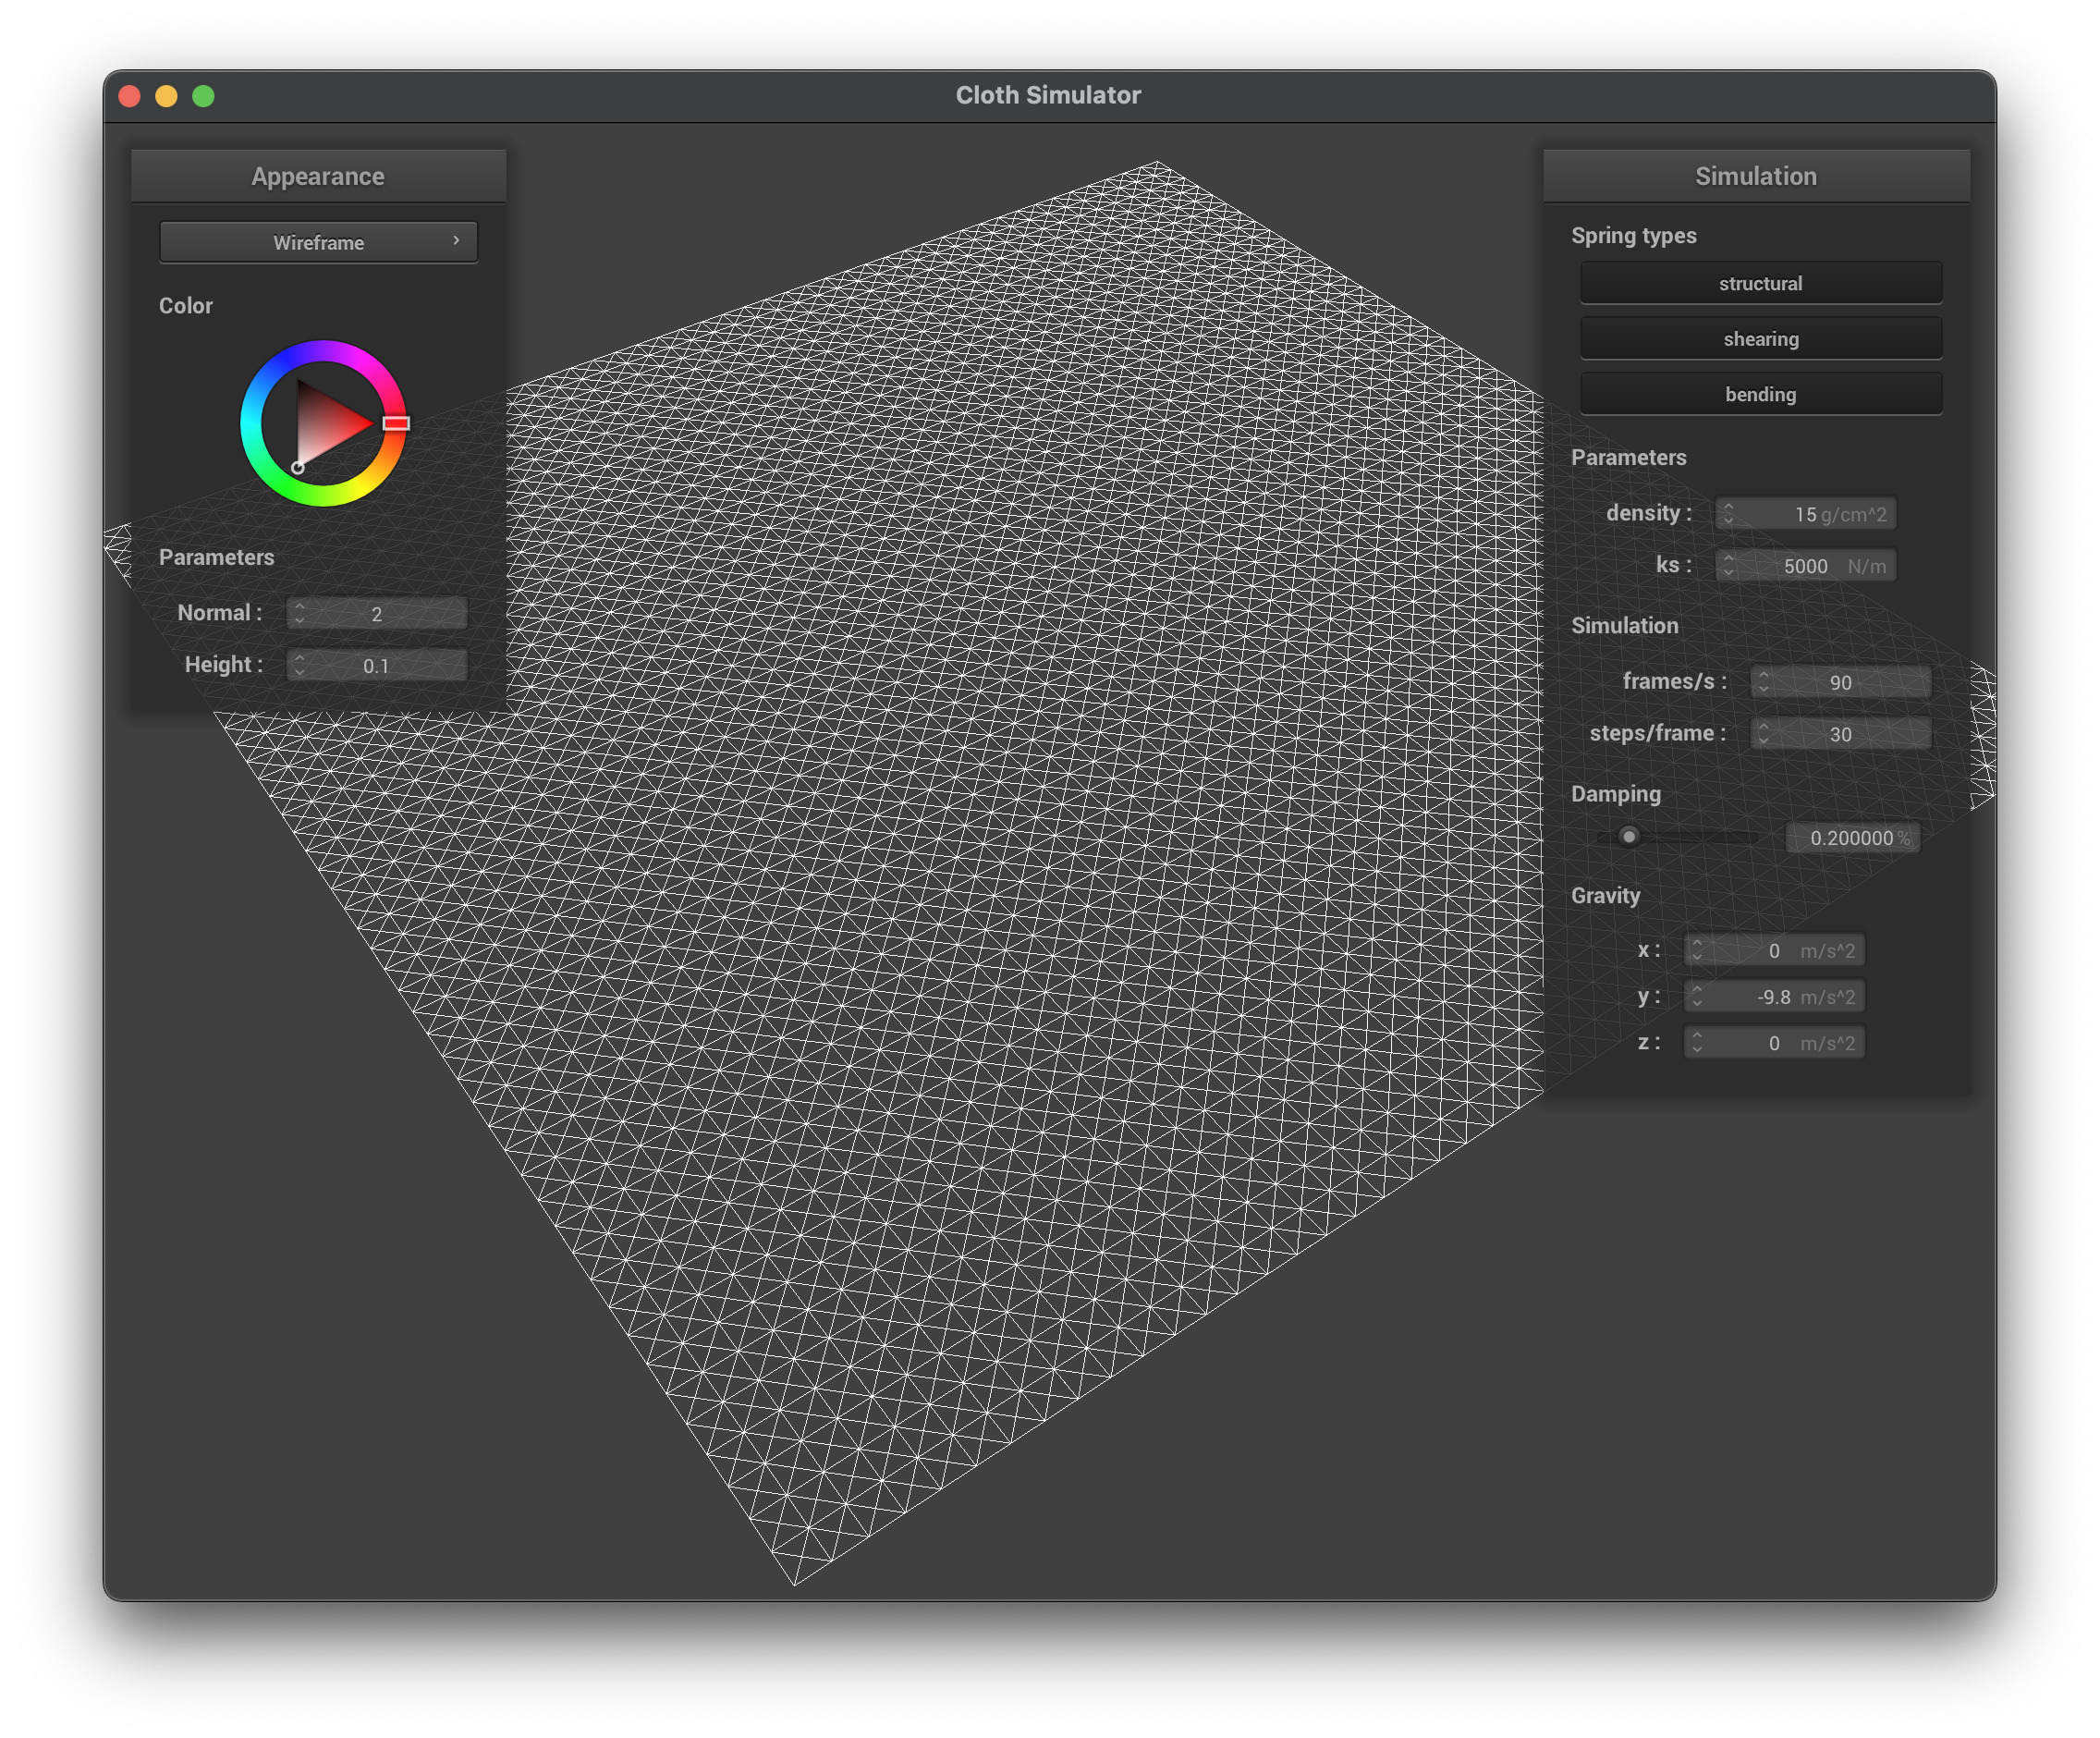 Cloth Simulator
Appearance
Wireframe
Color
Parameters
Normal : 2
Height : 0.1
Simulation
Spring types
structural
shearing
bending
Parameters
density : 15 g/cm^2
ks : 5000 N/m
Simulation
frames/s : 90
steps/frame : 30
Damping
0.200000 %
Gravity
x : 0 m/s^2
y : -9.8 m/s^2
z : 0 m/s^2